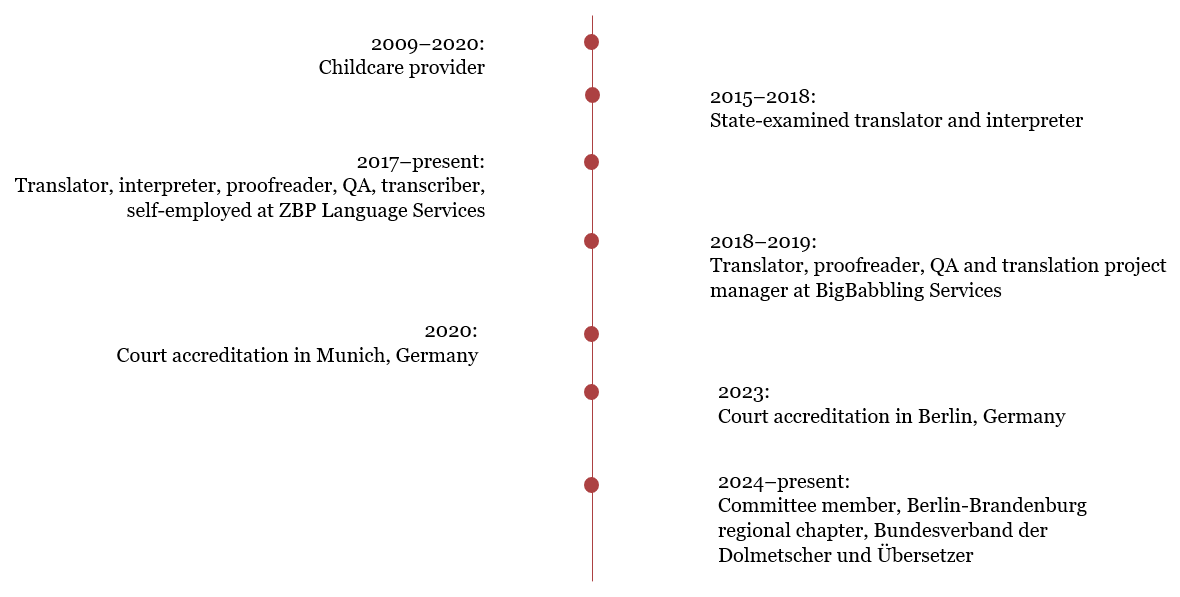 2009–2020:
Childcare provider
2015–2018:
State-examined translator and interpreter
2017–present:
Translator, interpreter, proofreader, QA, transcriber,
self-employed at ZBP Language Services
2018–2019:
Translator, proofreader, QA and translation project
manager at BigBabbling Services
2020:
Court accreditation in Munich, Germany
2023:
Court accreditation in Berlin, Germany
2024–present:
Committee member, Berlin-Brandenburg
regional chapter, Bundesverband der
Dolmetscher und Übersetzer